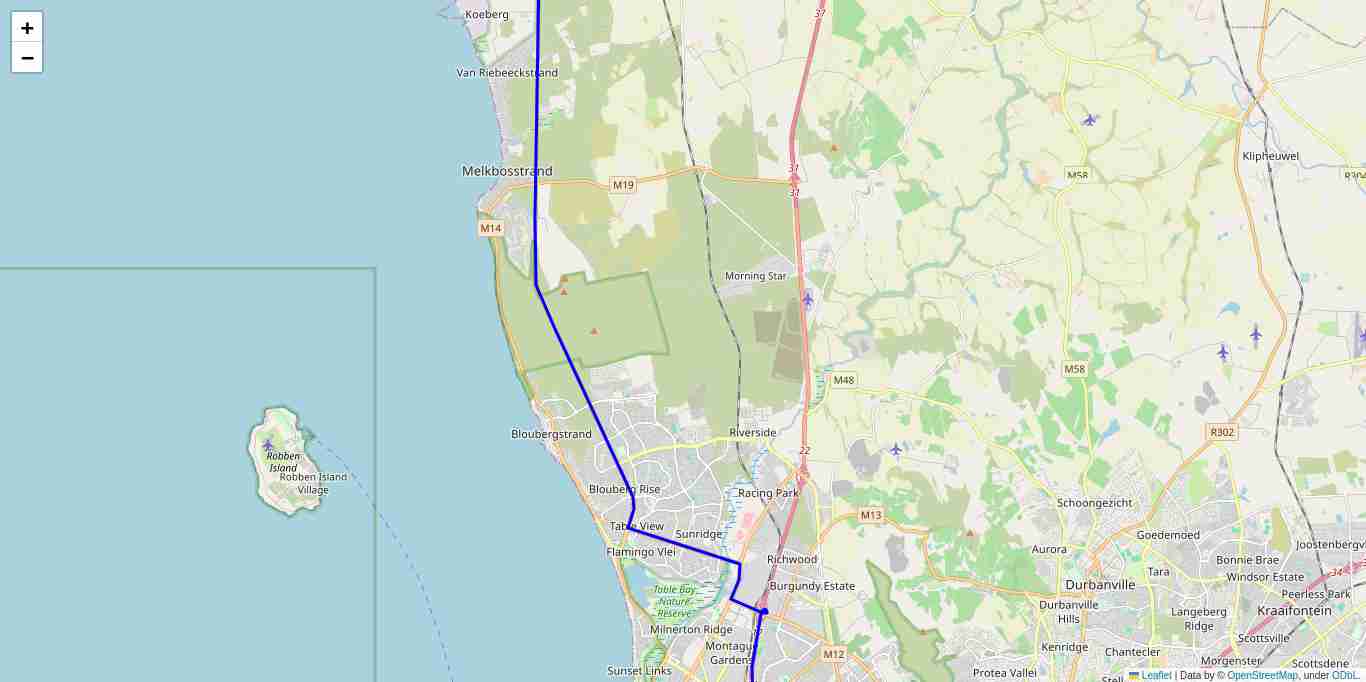 +
−
Koeberg
37
Van Riebeeckstrand
Klipheuwel
Melkbosstrand
M19
37
37
M58
R304
M14
Morning Star
M48
M58
Bloubergstrand
Riverside
R302
22
Robben
Island
Robben Island
Village
Blouberg Rise
Racing Park
Schoongezicht
M13
Table View
Sunridge
Goedemoed
Joostenbergv
Flamingo Vlei
Richwood
Aurora
Bonnie Brae
Tara
Windsor Estate
34
Table Bay
Nature
Reserve
Burgundy Estate
Durbanville
Peerless Park
Durbanville
Hills
Langeberg
Ridge
Kraaifontein
Milnerton Ridge
Scottsville
Montague
Gardens
M12
Kenridge
Chantecler
Morgenster
Scottsdene
Sunset Links
Protea Vallei
Stell
Leaflet | Data by © OpenStreetMap, under ODbL.